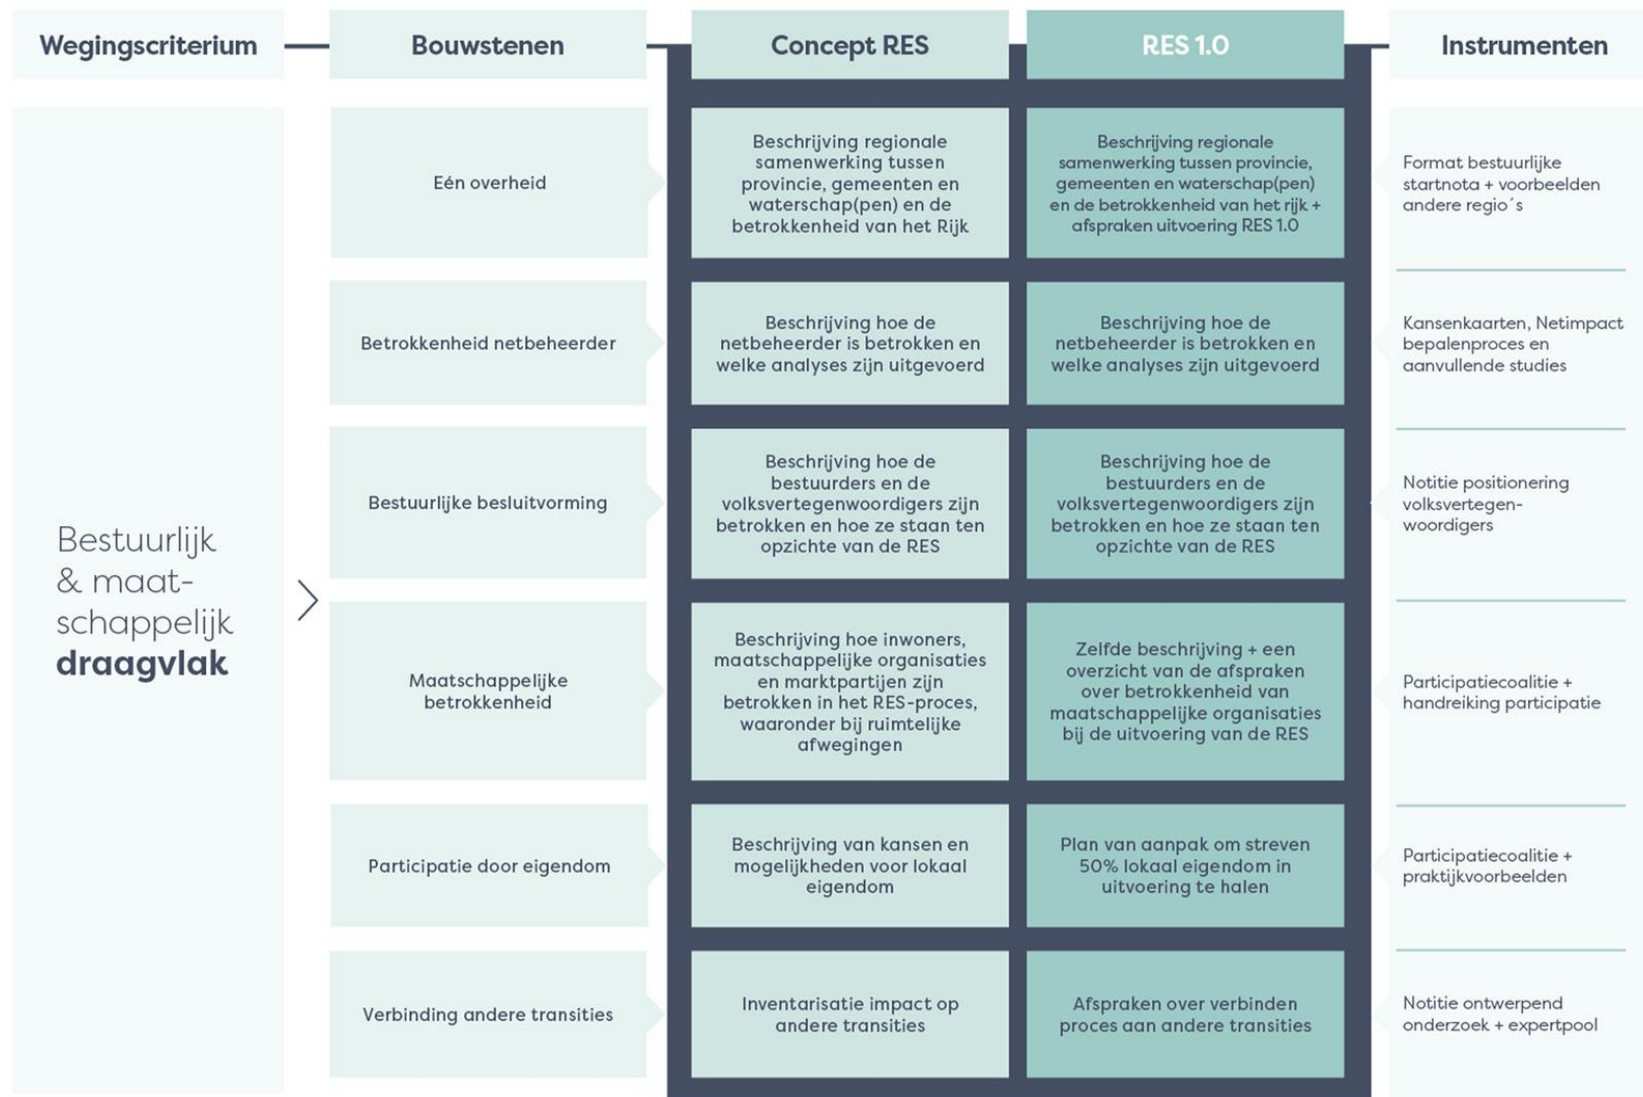 Wegingscriterium
Bouwstenen
Concept RES
RES 1.0
Instrumenten
Bestuurlijk
& maat-
schappelijk
draagvlak
Eén overheid
Beschrijving regionale
samenwerking tussen
provincie, gemeenten en
waterschap(pen) en de
betrokkenheid van het Rijk
Beschrijving regionale
samenwerking tussen provincie,
gemeenten en waterschap(pen)
en de betrokkenheid van het rijk +
afspraken uitvoering RES 1.0
Format bestuurlijke
startnota + voorbeelden
andere regio´s
Betrokkenheid netbeheerder
Beschrijving hoe de
netbeheerder is betrokken en
welke analyses zijn uitgevoerd
Beschrijving hoe de
netbeheerder is betrokken en
welke analyses zijn uitgevoerd
Kansenkaarten, Netimpact
bepalenproces en
aanvullende studies
Bestuurlijke besluitvorming
Beschrijving hoe de
bestuurders en de
volksvertegenwoordigers zijn
betrokken en hoe ze staan ten
opzichte van de RES
Beschrijving hoe de
bestuurders en de
volksvertegenwoordigers zijn
betrokken en hoe ze staan ten
opzichte van de RES
Notitie positionering
volksvertegen-
woordigers
Maatschappelijke
betrokkenheid
Beschrijving hoe inwoners,
maatschappelijke organisaties
en marktpartijen zijn
betrokken in het RES-proces,
waaronder bij ruimtelijke
afwegingen
Zelfde beschrijving + een
overzicht van de afspraken
over betrokkenheid van
maatschappelijke organisaties
bij de uitvoering van de RES
Participatiecoalitie +
handreiking participatie
Participatie door eigendom
Beschrijving van kansen en
mogelijkheden voor lokaal
eigendom
Plan van aanpak om streven
50% lokaal eigendom in
uitvoering te halen
Participatiecoalitie +
praktijkvoorbeelden
Verbinding andere transities
Inventarisatie impact op
andere transities
Afspraken over verbinden
proces aan andere transities
Notitie ontwerpend
onderzoek + expertpool